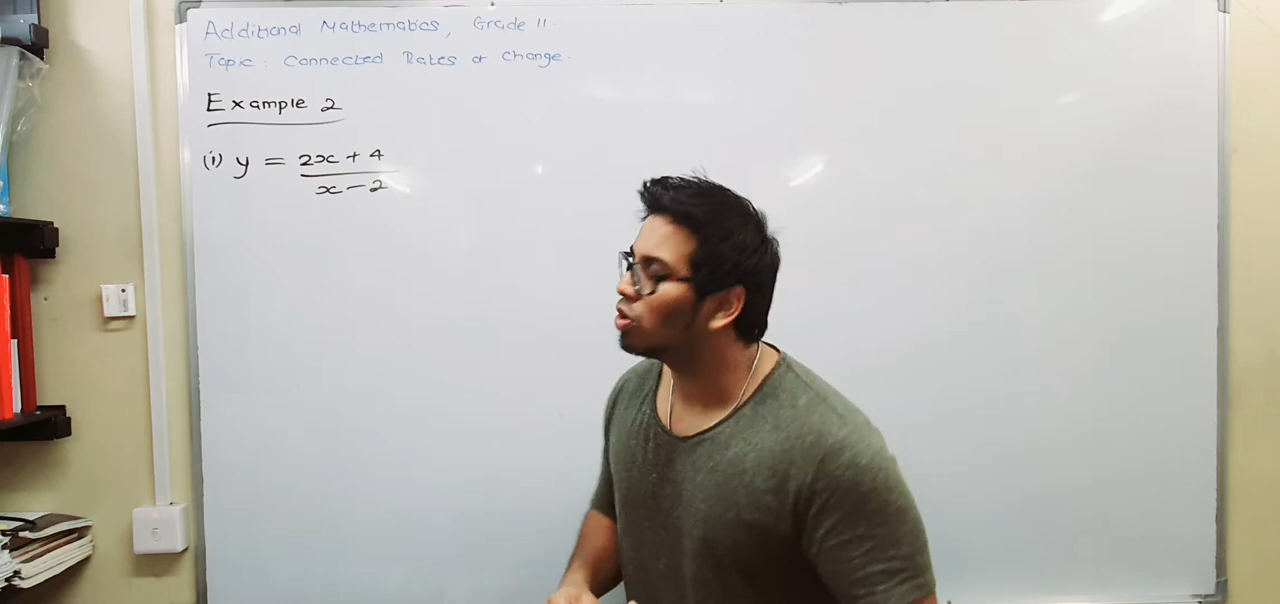 Additional Mathematics, Grade 11.
Topic: Connected Rates of Change.
Example 2
(i) y = 2x + 4
x - 2